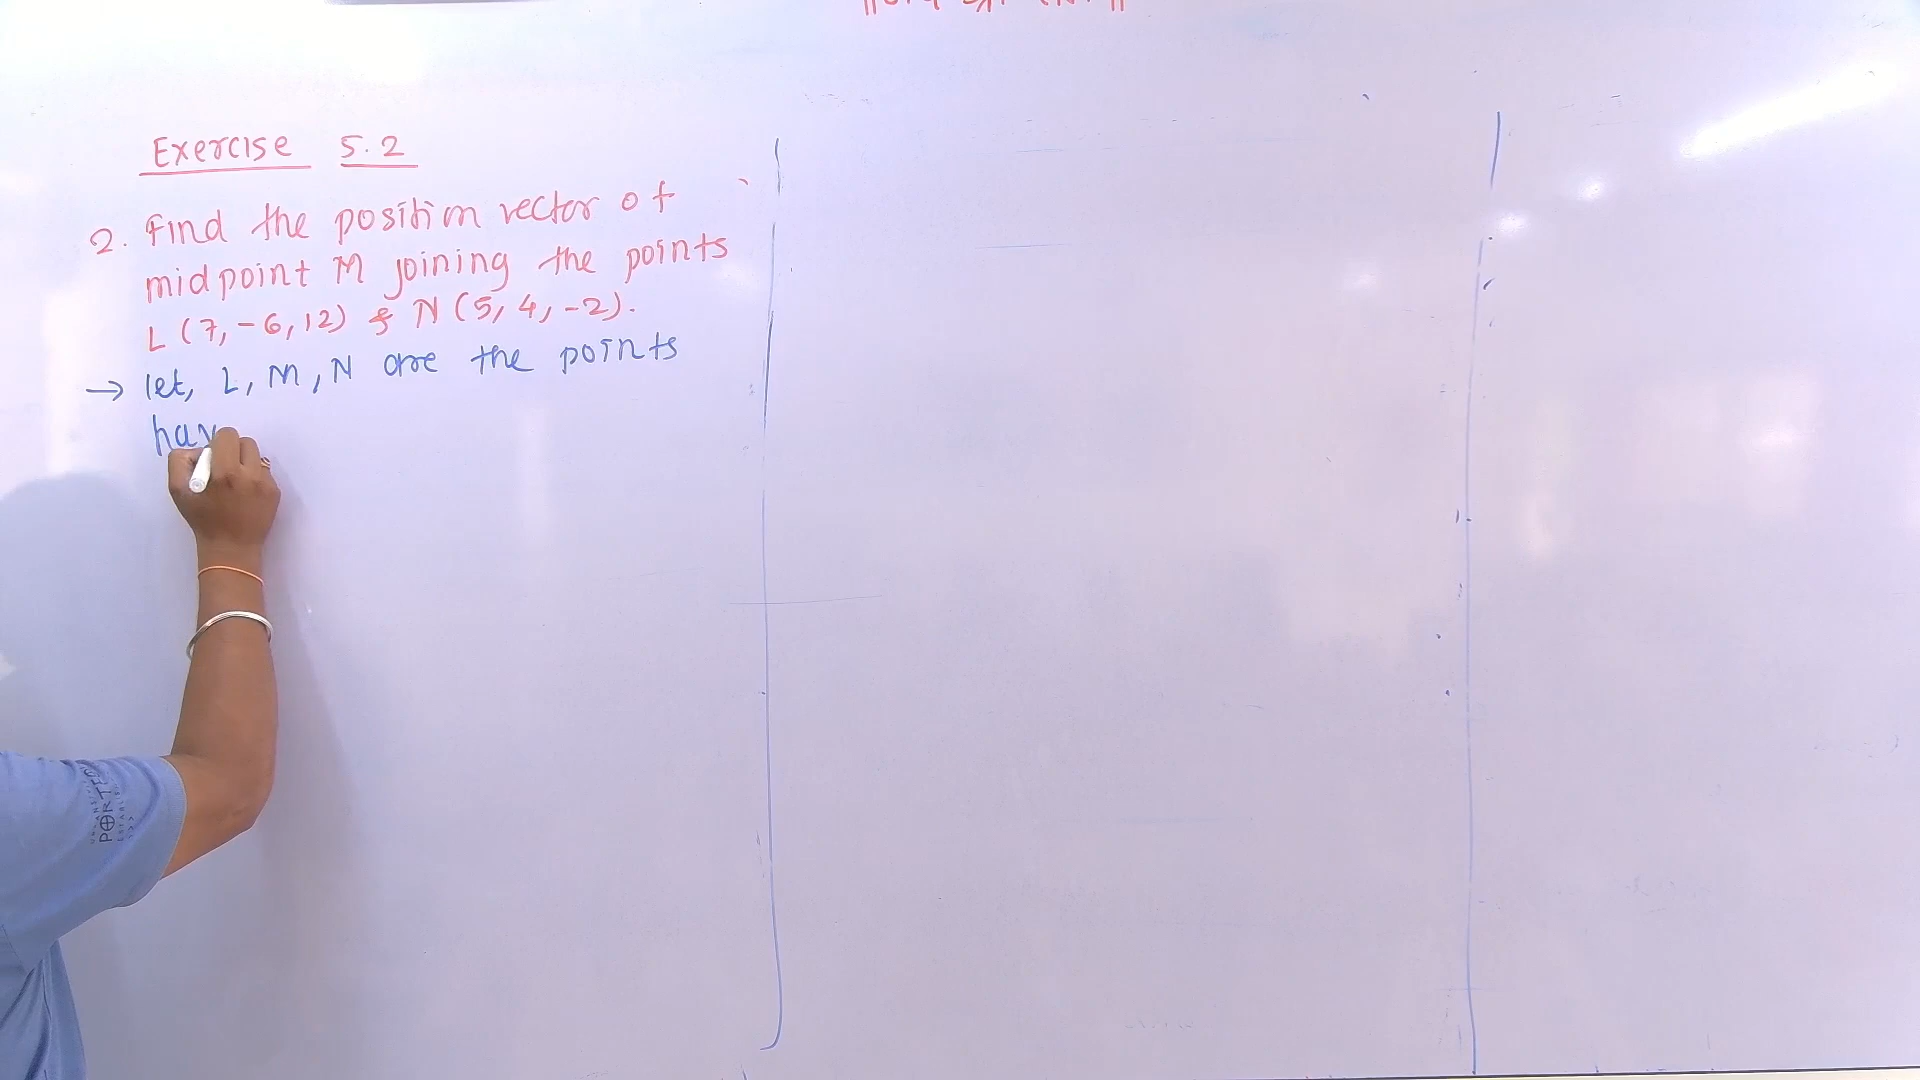 Exercise 5.2
2. Find the position vector of
midpoint M joining the points
L (7, -6, 12) & N (5, 4, -2).
→ let, L, M, N are the points
hav